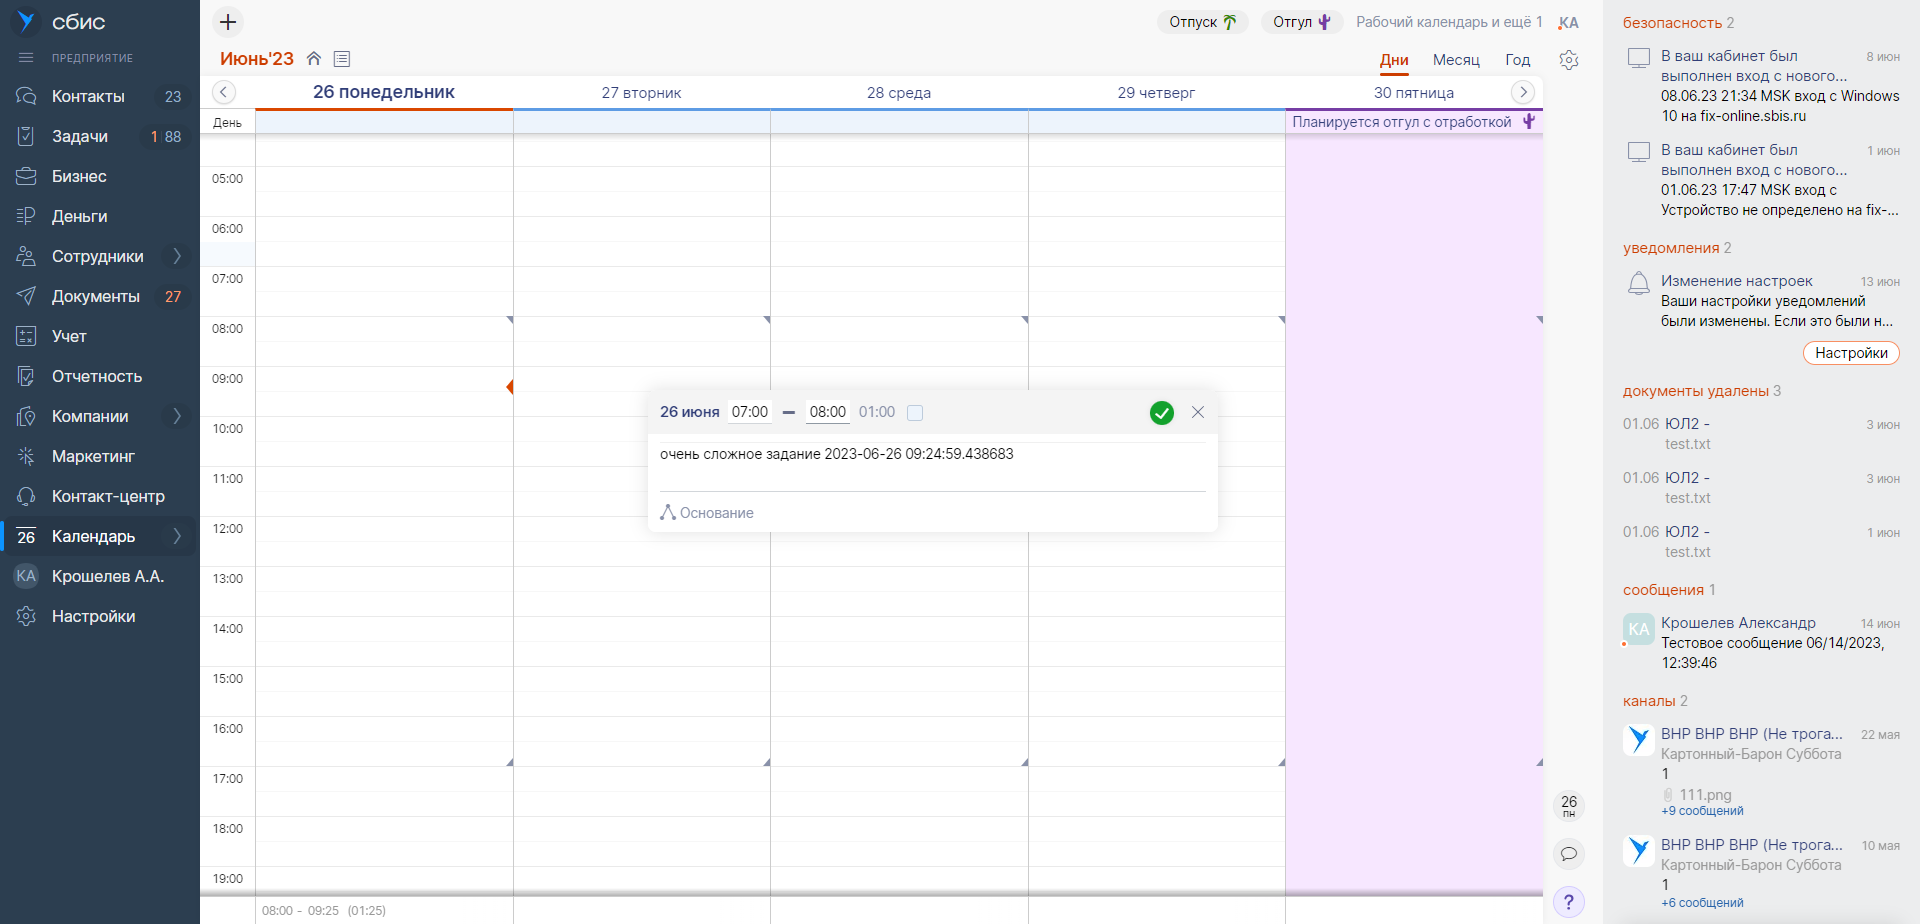 сбис
ПРЕДПРИЯТИЕ
Контакты 23
Задачи 1 88
Бизнес
Деньги
Сотрудники
Документы 27
Учет
Отчетность
Компании
Маркетинг
Контакт-центр
26 Календарь
КА Крошелев А.А.
Настройки
Отпуск Отгул Рабочий календарь и ещё 1 КА
Июнь'23 Дни Месяц Год
26 понедельник 27 вторник 28 среда 29 четверг 30 пятница
День Планируется отгул с отработкой
05:00
06:00
07:00
08:00
09:00
10:00
11:00
12:00
13:00
14:00
15:00
16:00
17:00
18:00
19:00
08:00 - 09:25 (01:25)
26 июня 07:00 – 08:00 01:00
очень сложное задание 2023-06-26 09:24:59.438683
Основание
26
пн
?
безопасность 2
В ваш кабинет был 8 июн
выполнен вход с нового...
08.06.23 21:34 MSK вход с Windows
10 на fix-online.sbis.ru
В ваш кабинет был 1 июн
выполнен вход с нового...
01.06.23 17:47 MSK вход с
Устройство не определено на fix-...
уведомления 2
Изменение настроек 13 июн
Ваши настройки уведомлений
были изменены. Если это были н...
Настройки
документы удалены 3
01.06 ЮЛ2 - 3 июн
test.txt
01.06 ЮЛ2 - 3 июн
test.txt
01.06 ЮЛ2 - 1 июн
test.txt
сообщения 1
КА Крошелев Александр 14 июн
Тестовое сообщение 06/14/2023,
12:39:46
каналы 2
ВНР ВНР ВНР (Не трога... 22 мая
Картонный-Барон Суббота
1
111.png
+9 сообщений
ВНР ВНР ВНР (Не трога... 10 мая
Картонный-Барон Суббота
1
+6 сообщений